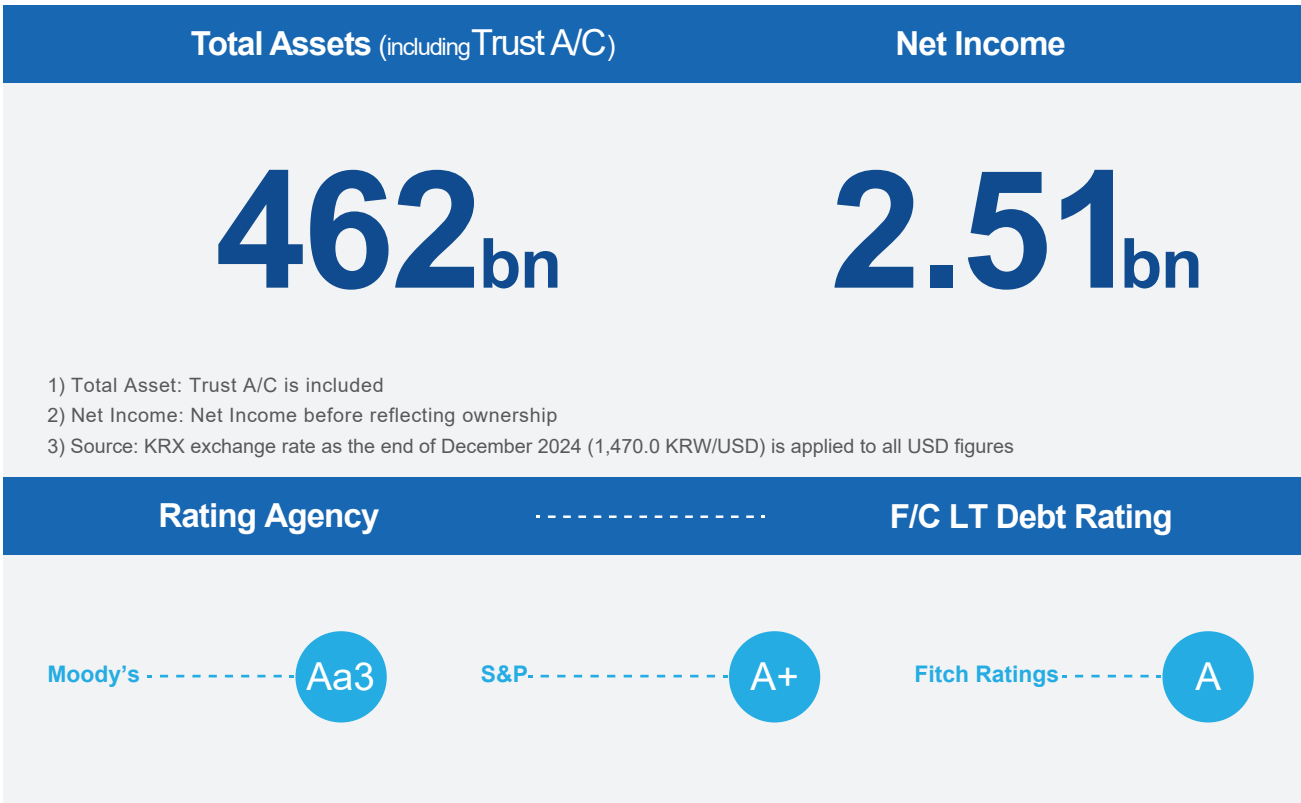 Total Assets (including Trust A/C)
Net Income
462bn
2.51bn
1) Total Asset: Trust A/C is included
2) Net Income: Net Income before reflecting ownership
3) Source: KRX exchange rate as the end of December 2024 (1,470.0 KRW/USD) is applied to all USD figures
Rating Agency
F/C LT Debt Rating
Moody’s
Aa3
S&P
A+
Fitch Ratings
A